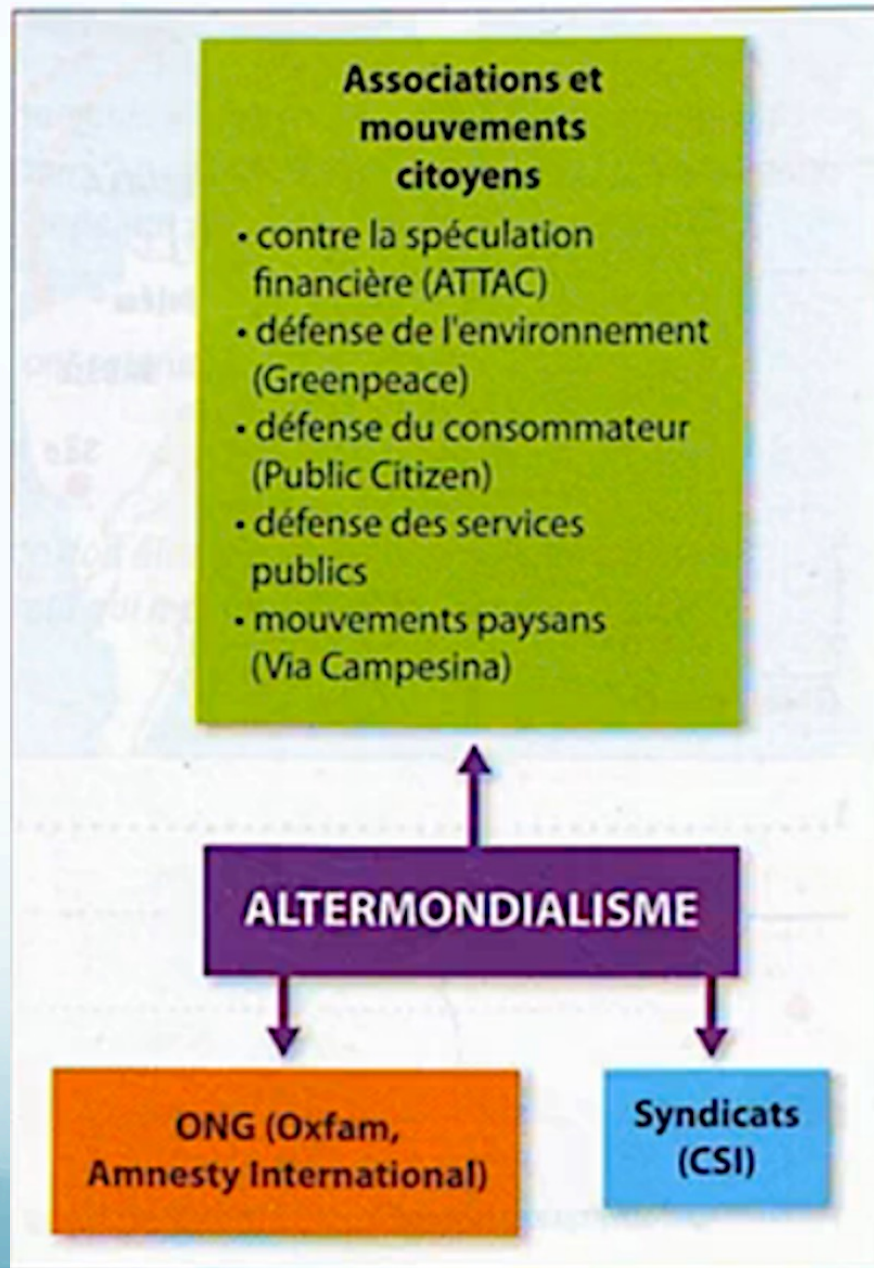 Associations et
mouvements
citoyens
• contre la spéculation
financière (ATTAC)
• défense de l'environnement
(Greenpeace)
• défense du consommateur
(Public Citizen)
• défense des services
publics
• mouvements paysans
(Via Campesina)
ALTERMONDIALISME
ONG (Oxfam,
Amnesty International)
Syndicats
(CSI)